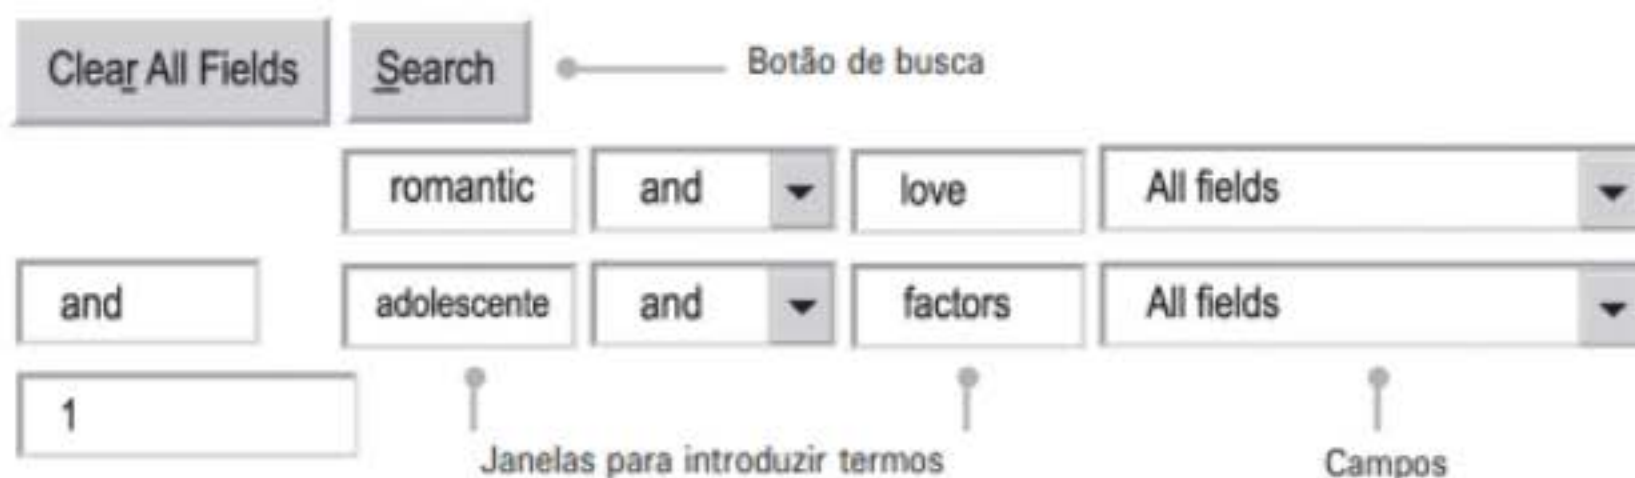 Clear All Fields Search Botão de busca
romantic and love All fields
and adolescente and factors All fields
1
Janelas para introduzir termos Campos